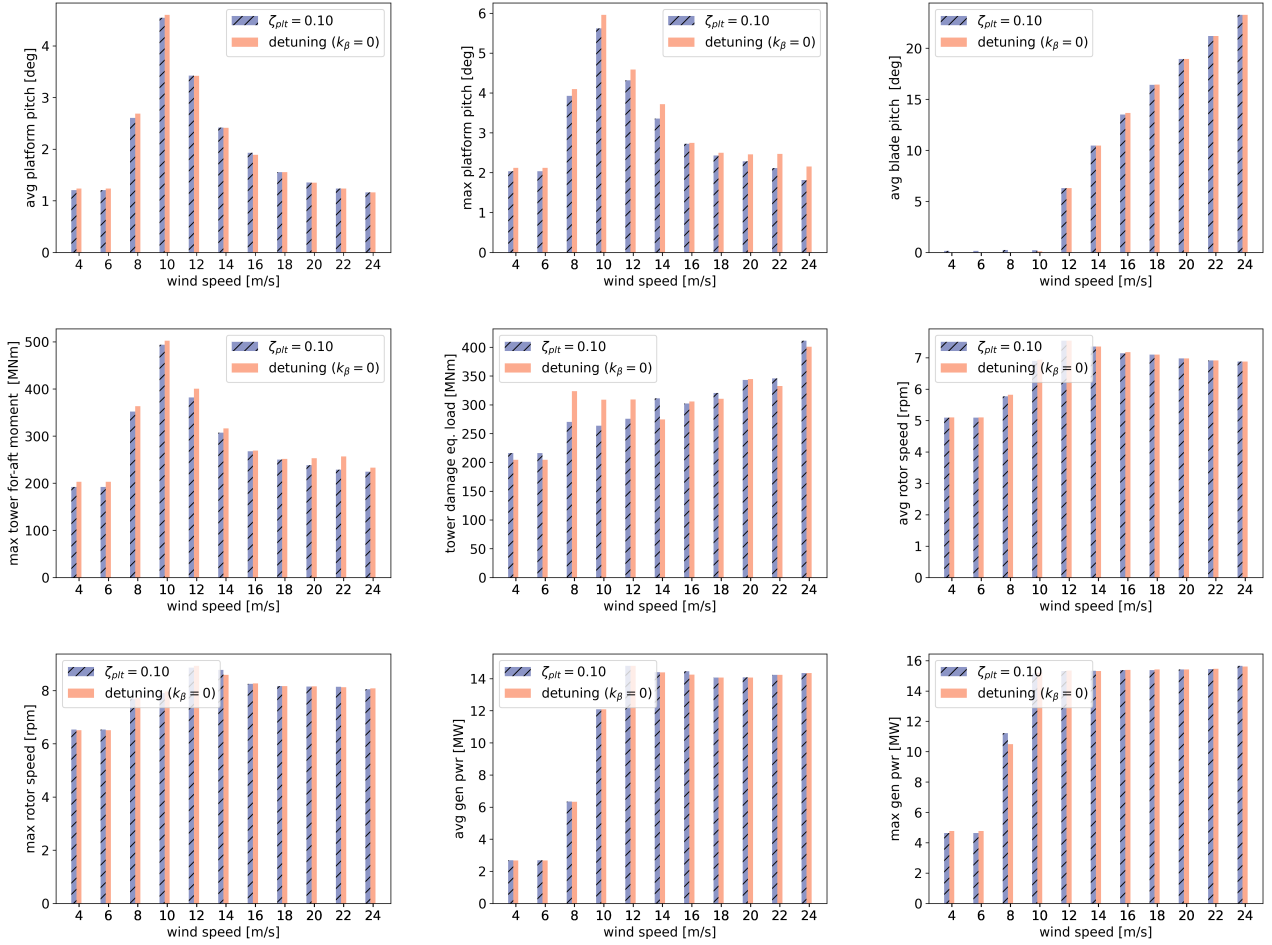 avg platform pitch [deg]
0
1
2
3
4
ζplt = 0.10
detuning (kβ = 0)
4 6 8 10 12 14 16 18 20 22 24
wind speed [m/s]
max platform pitch [deg]
0
1
2
3
4
5
6
ζplt = 0.10
detuning (kβ = 0)
4 6 8 10 12 14 16 18 20 22 24
wind speed [m/s]
avg blade pitch [deg]
0
5
10
15
20
ζplt = 0.10
detuning (kβ = 0)
4 6 8 10 12 14 16 18 20 22 24
wind speed [m/s]
max tower for-aft moment [MNm]
0
100
200
300
400
500
ζplt = 0.10
detuning (kβ = 0)
4 6 8 10 12 14 16 18 20 22 24
wind speed [m/s]
tower damage eq. load [MNm]
0
50
100
150
200
250
300
350
400
ζplt = 0.10
detuning (kβ = 0)
4 6 8 10 12 14 16 18 20 22 24
wind speed [m/s]
avg rotor speed [rpm]
0
1
2
3
4
5
6
7
ζplt = 0.10
detuning (kβ = 0)
4 6 8 10 12 14 16 18 20 22 24
wind speed [m/s]
max rotor speed [rpm]
0
2
4
6
8
ζplt = 0.10
detuning (kβ = 0)
4 6 8 10 12 14 16 18 20 22 24
wind speed [m/s]
avg gen pwr [MW]
0
2
4
6
8
10
12
14
ζplt = 0.10
detuning (kβ = 0)
4 6 8 10 12 14 16 18 20 22 24
wind speed [m/s]
max gen pwr [MW]
0
2
4
6
8
10
12
14
16
ζplt = 0.10
detuning (kβ = 0)
4 6 8 10 12 14 16 18 20 22 24
wind speed [m/s]